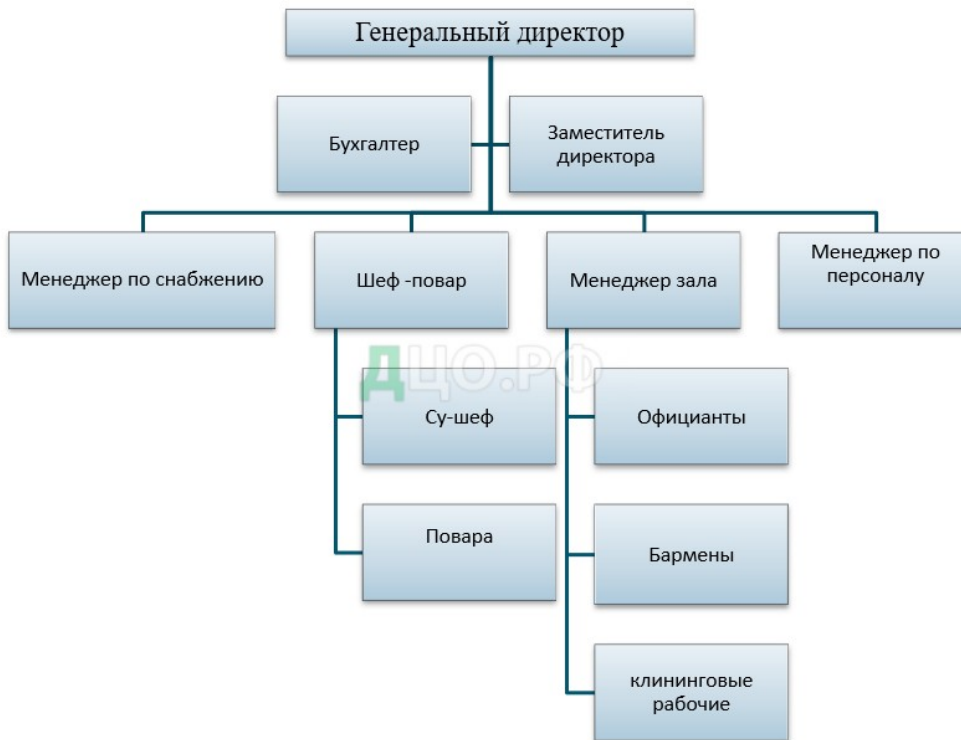 Генеральный директор
Бухгалтер
Заместитель
директора
Менеджер по снабжению
Шеф -повар
Менеджер зала
Менеджер по
персоналу
ДЦО.РФ
Су-шеф
Официанты
Повара
Бармены
клининговые
рабочие